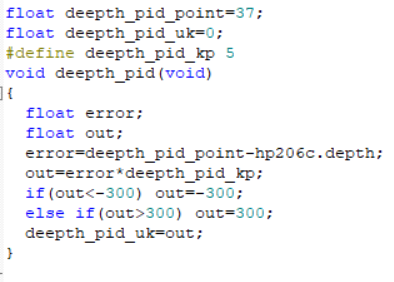 float deepth_pid_point=37;
float deepth_pid_uk=0;
#define deepth_pid_kp 5
void deepth_pid(void)
{
float error;
float out;
error=deepth_pid_point-hp206c.depth;
out=error*deepth_pid_kp;
if(out<-300) out=-300;
else if(out>300) out=300;
deepth_pid_uk=out;
}